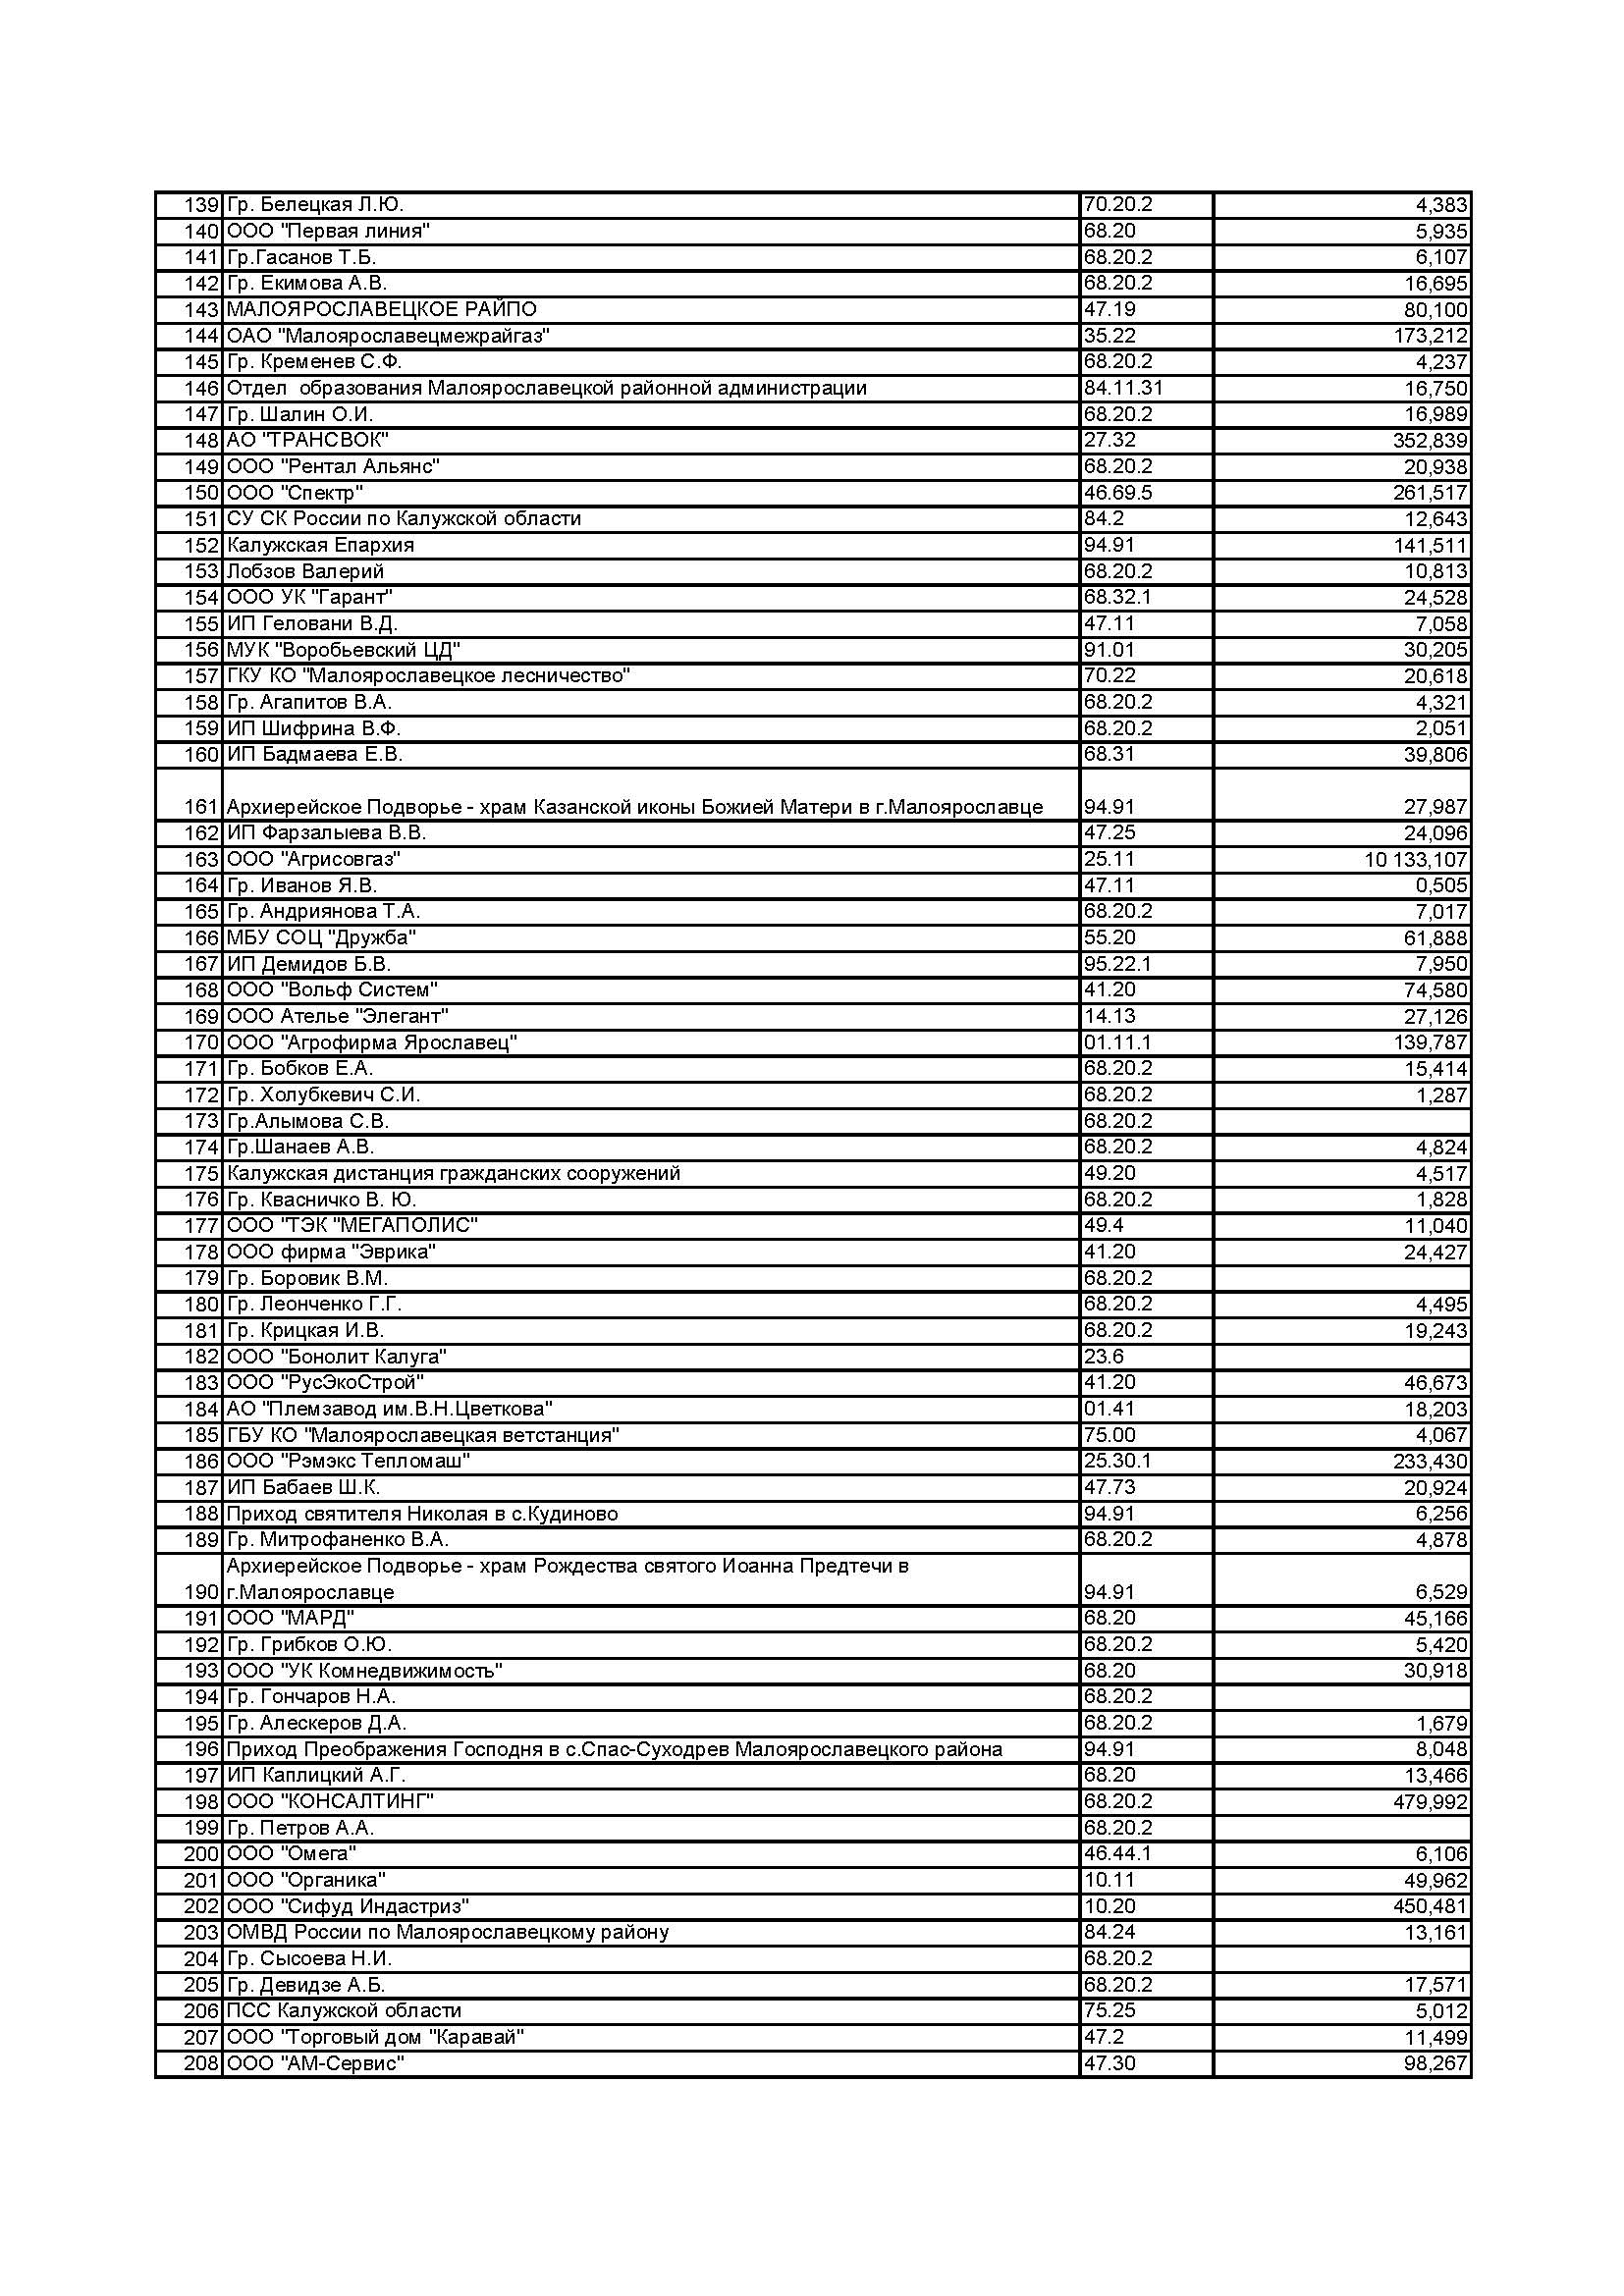 139 Гр. Белецкая Л.Ю. 70.20.2 4,383
140 ООО "Первая линия" 68.20 5,935
141 Гр.Гасанов Т.Б. 68.20.2 6,107
142 Гр. Екимова А.В. 68.20.2 16,695
143 МАЛОЯРОСЛАВЕЦКОЕ РАЙПО 47.19 80,100
144 ОАО "Малоярославецмежрайгаз" 35.22 173,212
145 Гр. Кременев С.Ф. 68.20.2 4,237
146 Отдел образования Малоярославецкой районной администрации 84.11.31 16,750
147 Гр. Шалин О.И. 68.20.2 16,989
148 АО "ТРАНСВОК" 27.32 352,839
149 ООО "Рентал Альянс" 68.20.2 20,938
150 ООО "Спектр" 46.69.5 261,517
151 СУ СК России по Калужской области 84.2 12,643
152 Калужская Епархия 94.91 141,511
153 Лобзов Валерий 68.20.2 10,813
154 ООО УК "Гарант" 68.32.1 24,528
155 ИП Геловани В.Д. 47.11 7,058
156 МУК "Воробьевский ЦД" 91.01 30,205
157 ГКУ КО "Малоярославецкое лесничество" 70.22 20,618
158 Гр. Агапитов В.А. 68.20.2 4,321
159 ИП Шифрина В.Ф. 68.20.2 2,051
160 ИП Бадмаева Е.В. 68.31 39,806
161 Архиерейское Подворье - храм Казанской иконы Божией Матери в г.Малоярославце 94.91 27,987
162 ИП Фарзалыева В.В. 47.25 24,096
163 ООО "Агрисовгаз" 25.11 10 133,107
164 Гр. Иванов Я.В. 47.11 0,505
165 Гр. Андриянова Т.А. 68.20.2 7,017
166 МБУ СОЦ "Дружба" 55.20 61,888
167 ИП Демидов Б.В. 95.22.1 7,950
168 ООО "Вольф Систем" 41.20 74,580
169 ООО Ателье "Элегант" 14.13 27,126
170 ООО "Агрофирма Ярославец" 01.11.1 139,787
171 Гр. Бобков Е.А. 68.20.2 15,414
172 Гр. Холубкевич С.И. 68.20.2 1,287
173 Гр.Алымова С.В. 68.20.2
174 Гр.Шанаев А.В. 68.20.2 4,824
175 Калужская дистанция гражданских сооружений 49.20 4,517
176 Гр. Квасничко В. Ю. 68.20.2 1,828
177 ООО "ТЭК "МЕГАПОЛИС" 49.4 11,040
178 ООО фирма "Эврика" 41.20 24,427
179 Гр. Боровик В.М. 68.20.2
180 Гр. Леонченко Г.Г. 68.20.2 4,495
181 Гр. Крицкая И.В. 68.20.2 19,243
182 ООО "Бонолит Калуга" 23.6
183 ООО "РусЭкоСтрой" 41.20 46,673
184 АО "Племзавод им.В.Н.Цветкова" 01.41 18,203
185 ГБУ КО "Малоярославецкая ветстанция" 75.00 4,067
186 ООО "Рэмэкс Тепломаш" 25.30.1 233,430
187 ИП Бабаев Ш.К. 47.73 20,924
188 Приход святителя Николая в с.Кудиново 94.91 6,256
189 Гр. Митрофаненко В.А. 68.20.2 4,878
Архиерейское Подворье - храм Рождества святого Иоанна Предтечи в
190 г.Малоярославце 94.91 6,529
191 ООО "МАРД" 68.20 45,166
192 Гр. Грибков О.Ю. 68.20.2 5,420
193 ООО "УК Комнедвижимость" 68.20 30,918
194 Гр. Гончаров Н.А. 68.20.2
195 Гр. Алескеров Д.А. 68.20.2 1,679
196 Приход Преображения Господня в с.Спас-Суходрев Малоярославецкого района 94.91 8,048
197 ИП Каплицкий А.Г. 68.20 13,466
198 ООО "КОНСАЛТИНГ" 68.20.2 479,992
199 Гр. Петров А.А. 68.20.2
200 ООО "Омега" 46.44.1 6,106
201 ООО "Органика" 10.11 49,962
202 ООО "Сифуд Индастриз" 10.20 450,481
203 ОМВД России по Малоярославецкому району 84.24 13,161
204 Гр. Сысоева Н.И. 68.20.2
205 Гр. Девидзе А.Б. 68.20.2 17,571
206 ПСС Калужской области 75.25 5,012
207 ООО "Торговый дом "Каравай" 47.2 11,499
208 ООО "АМ-Сервис" 47.30 98,267